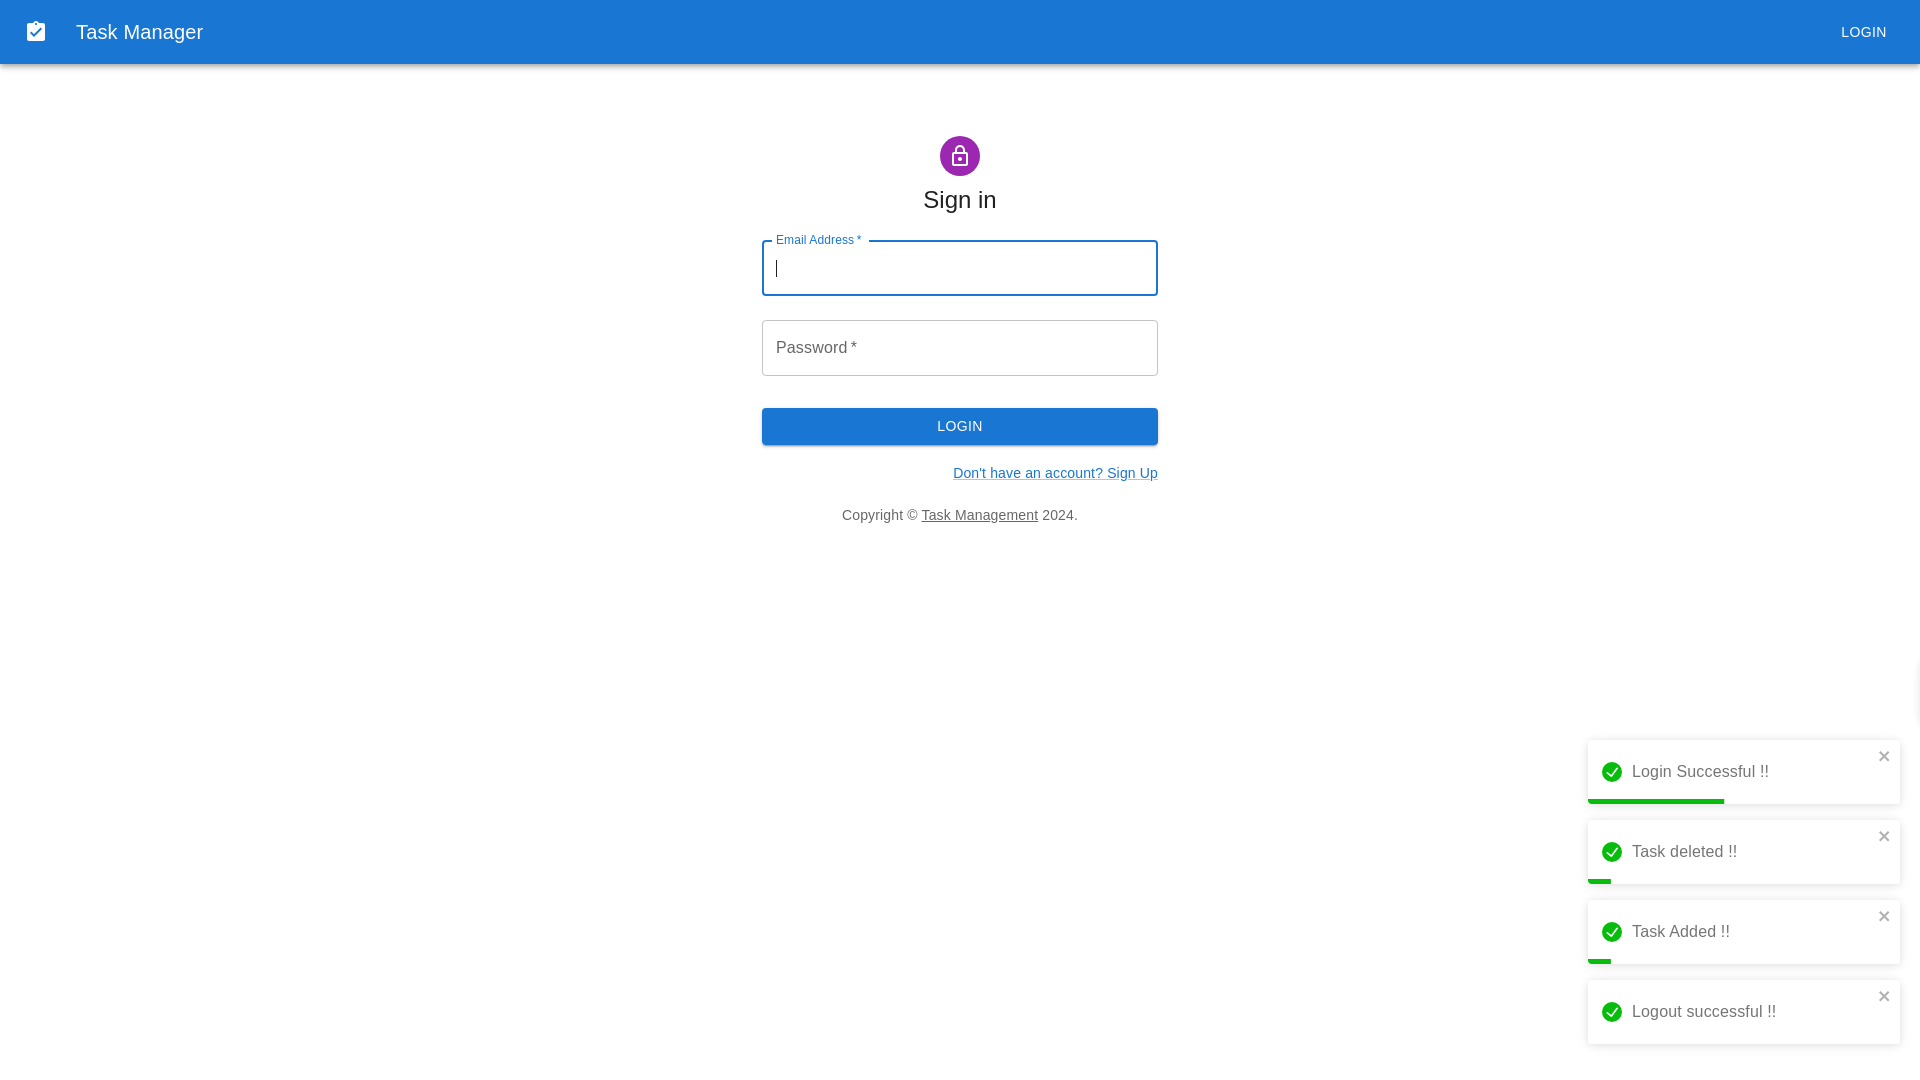 Task Manager
LOGIN
Sign in
Email Address *
Password *
LOGIN
Don't have an account? Sign Up
Copyright © Task Management 2024.
Login Successful !!
Task deleted !!
Task Added !!
Logout successful !!